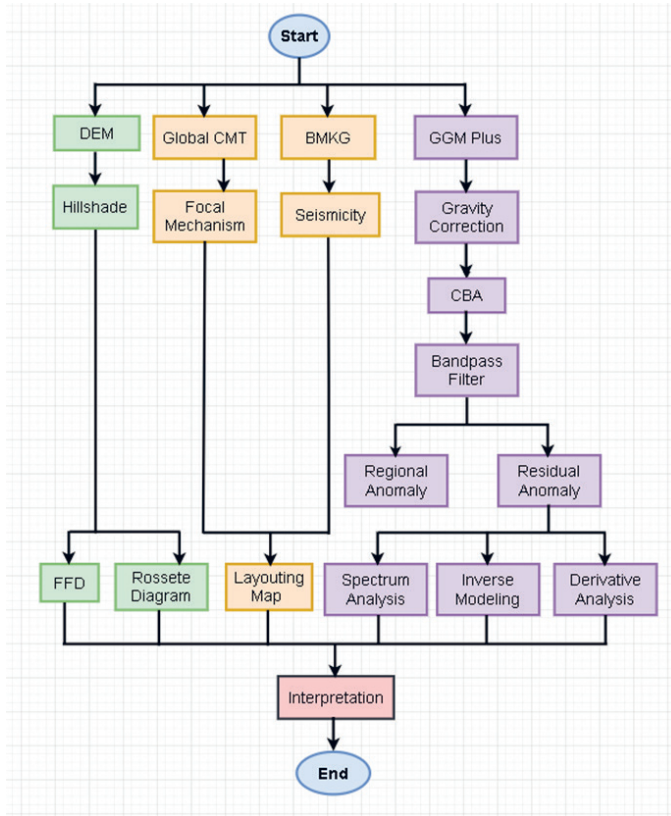 Start
DEM
Global CMT
BMKG
GGM Plus
Hillshade
Focal
Mechanism
Seismicity
Gravity
Correction
CBA
Bandpass
Filter
Regional
Anomaly
Residual
Anomaly
FFD
Rossete
Diagram
Layouting
Map
Spectrum
Analysis
Inverse
Modeling
Derivative
Analysis
Interpretation
End